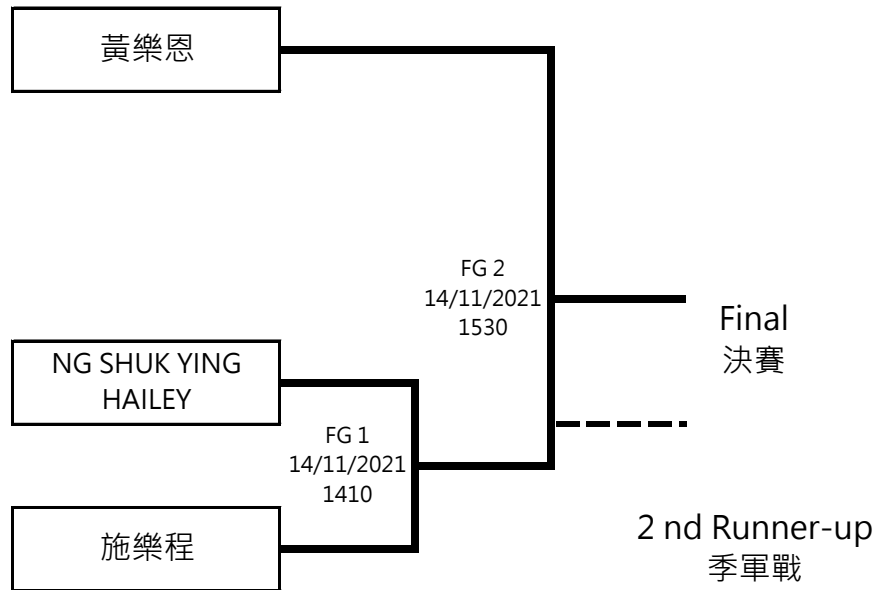 黃樂恩
FG 2
14/11/2021
1530
Final
決賽
NG SHUK YING
HAILEY
FG 1
14/11/2021
1410
施樂程
2 nd Runner-up
季軍戰